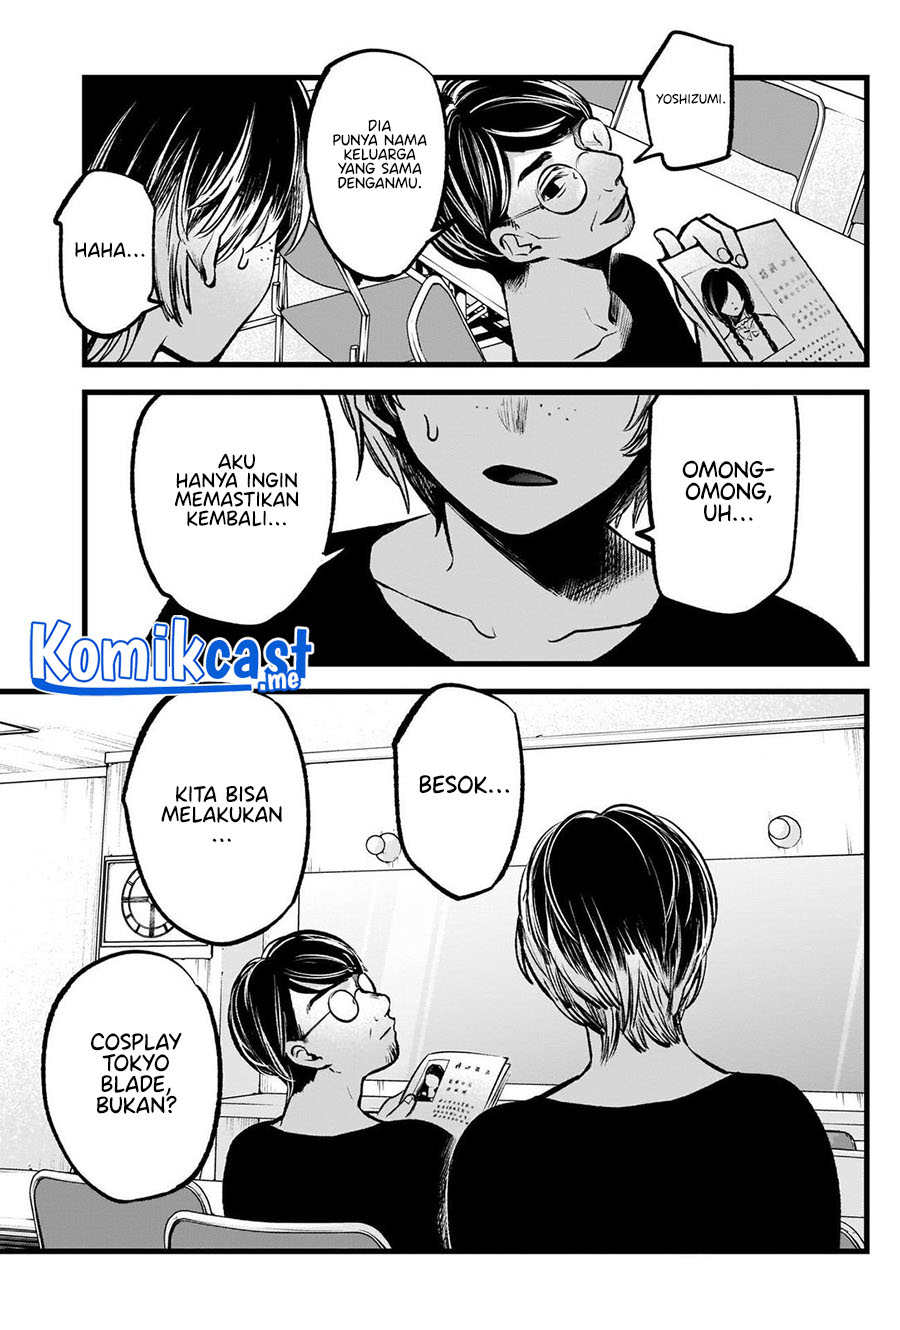 YOSHIZUMI.
DIA
PUNYA NAMA
KELUARGA
YANG SAMA
DENGANMU.
HAHA...
OMONG-
OMONG,
UH...
AKU
HANYA INGIN
MEMASTIKAN
KEMBALI...
Komikcast
.me
BESOK...
KITA BISA
MELAKUKAN
...
COSPLAY
TOKYO
BLADE,
BUKAN?